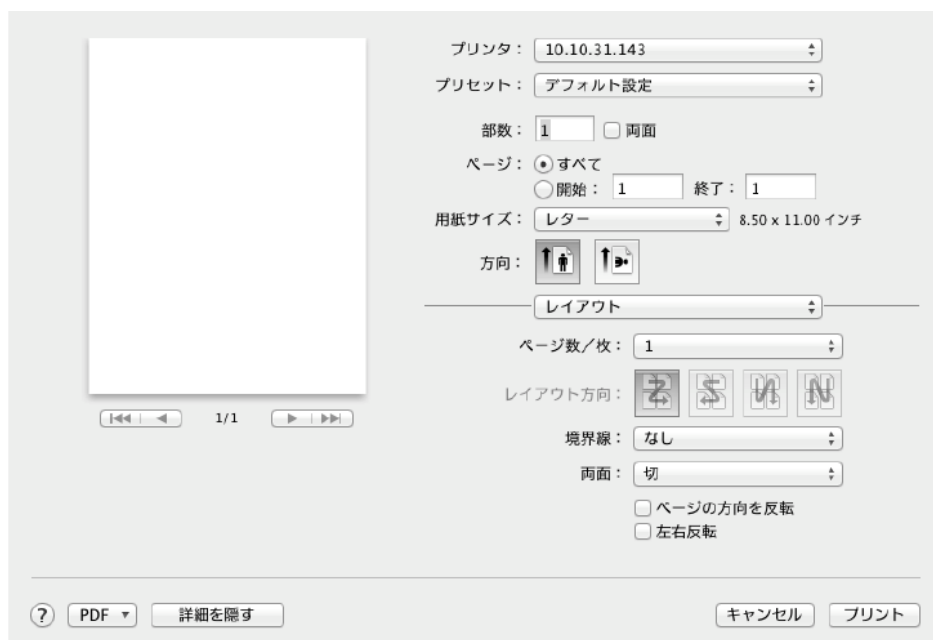 プリンタ： 10.10.31.143
プリセット： デフォルト設定
部数： 1 両面
ページ： すべて
開始： 1 終了： 1
用紙サイズ： レター 8.50 x 11.00 インチ
方向：
レイアウト
ページ数／枚： 1
レイアウト方向：
境界線： なし
両面： 切
ページの方向を反転
左右反転
1/1
? PDF 詳細を隠す キャンセル プリント